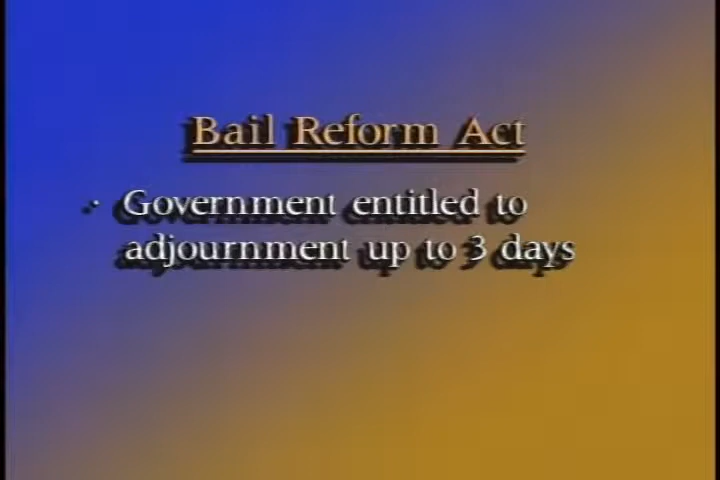 Bail Reform Act
· Government entitled to
adjournment up to 3 days